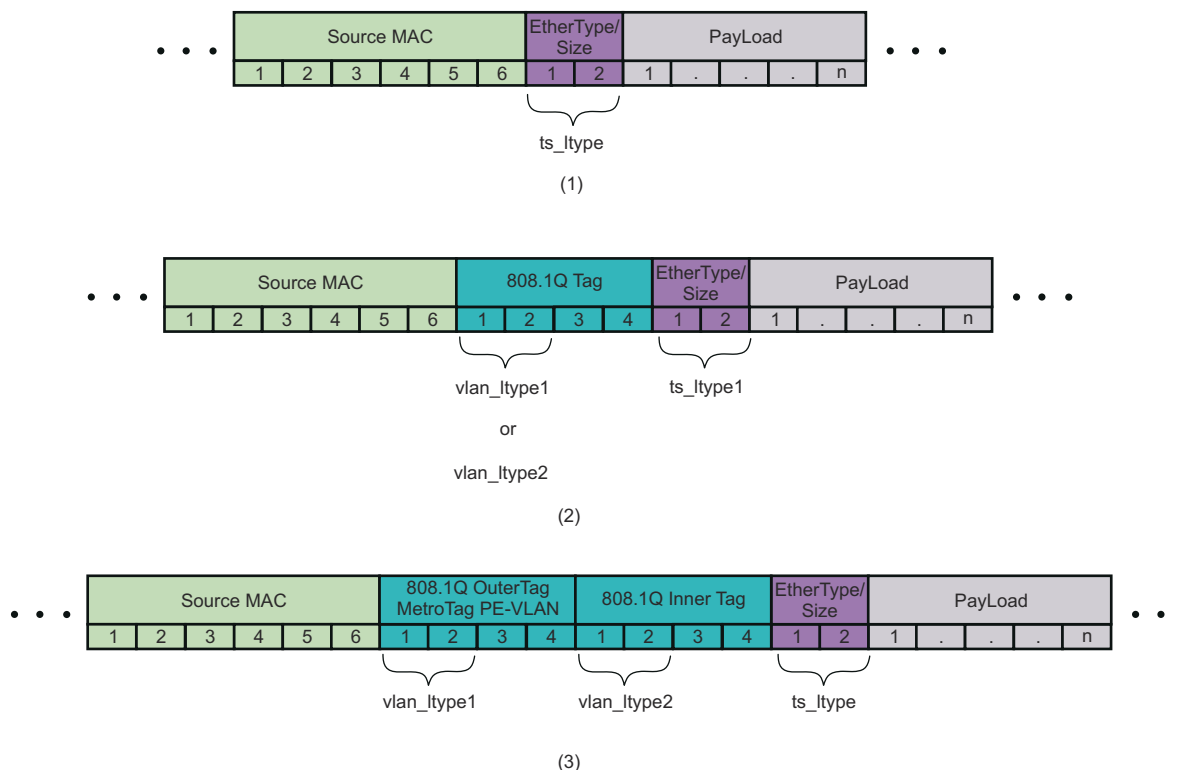 Source MAC
EtherType/
Size
PayLoad
1 2 3 4 5 6 1 2 1 . . . n
ts_ltype
(1)
Source MAC
808.1Q Tag
EtherType/
Size
PayLoad
1 2 3 4 5 6 1 2 3 4 1 2 1 . . . n
vlan_ltype1
ts_ltype1
or
vlan_ltype2
(2)
Source MAC
808.1Q OuterTag
MetroTag PE-VLAN
808.1Q Inner Tag
EtherType/
Size
PayLoad
1 2 3 4 5 6 1 2 3 4 1 2 3 4 1 2 1 . . . n
vlan_ltype1
vlan_ltype2
ts_ltype
(3)